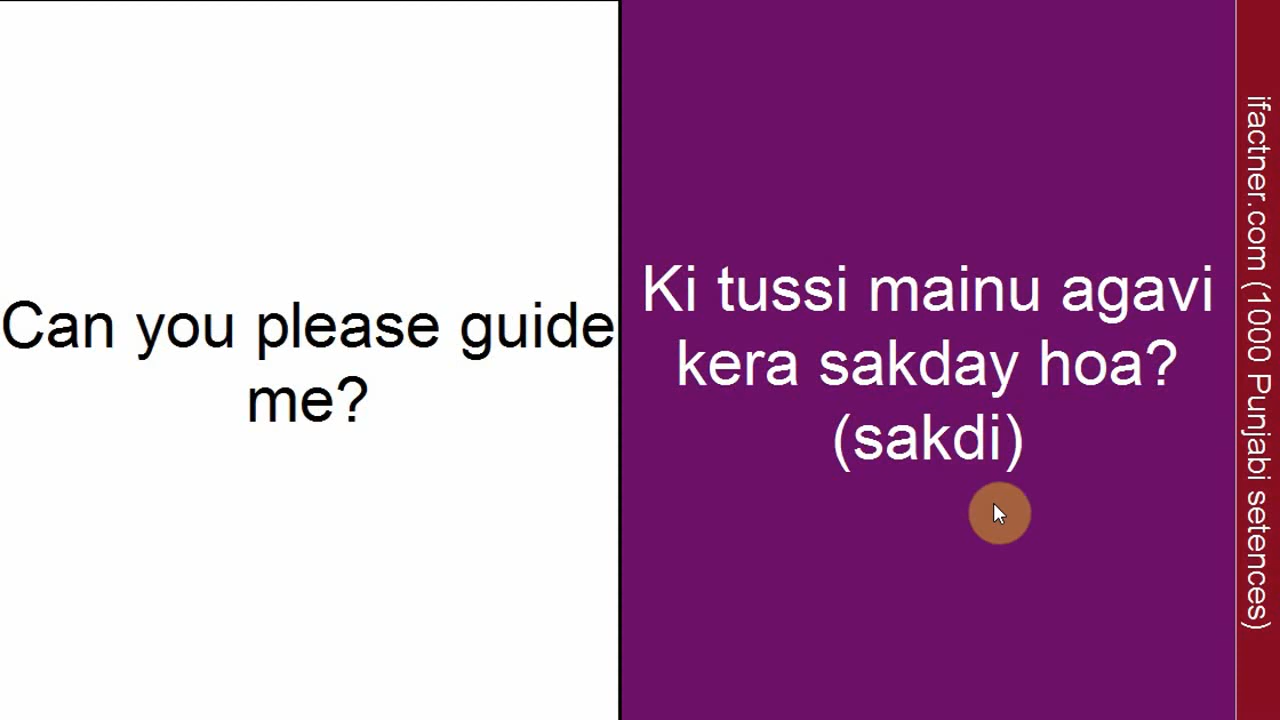 Can you please guide
me?
Ki tussi mainu agavi
kera sakday hoa?
(sakdi)
ifactner.com (1000 Punjabi setences)